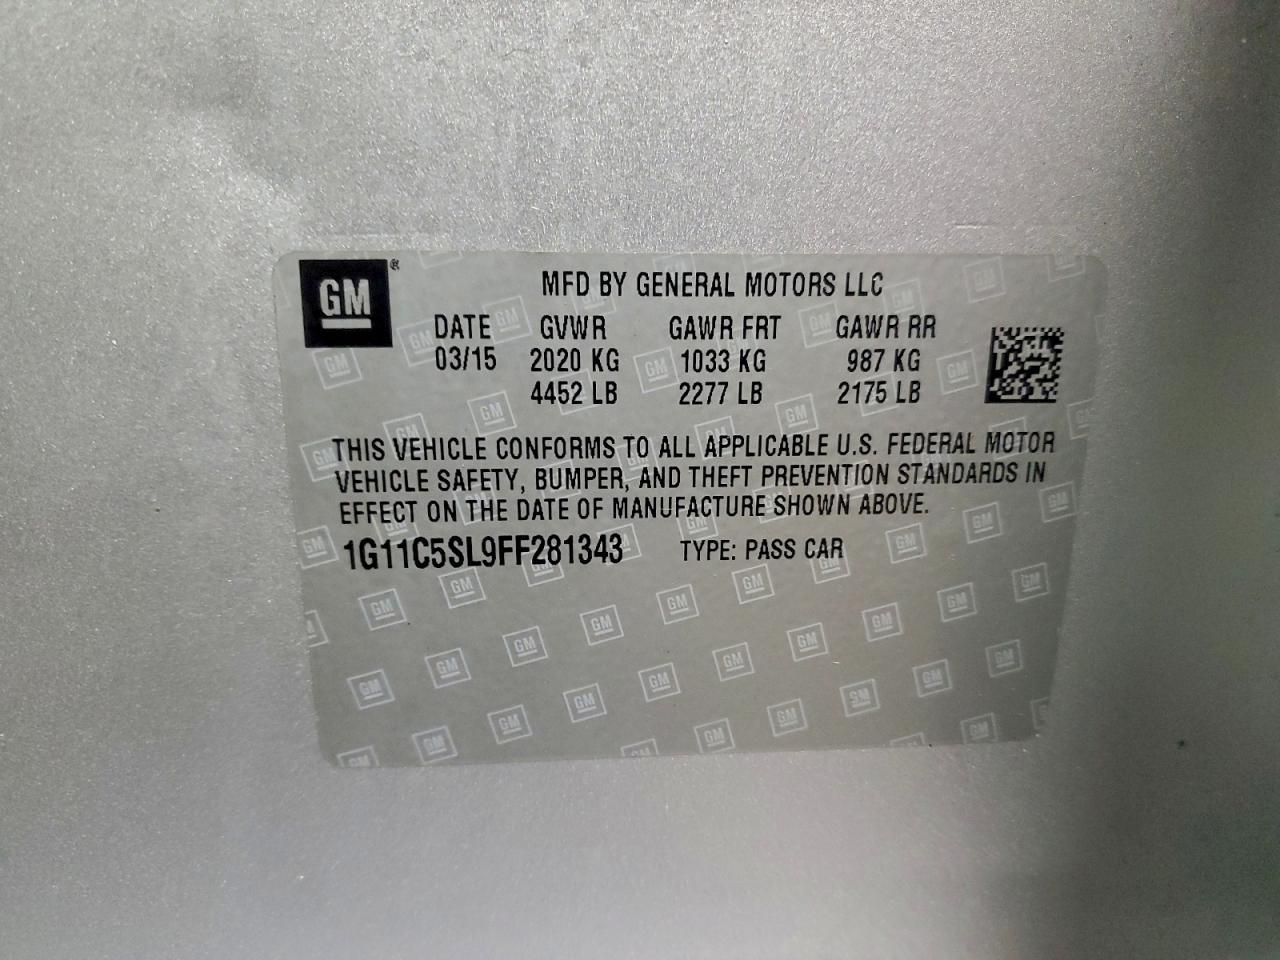 GM®
MFD BY GENERAL MOTORS LLC
DATE GVWR GAWR FRT GAWR RR
03/15 2020 KG 1033 KG 987 KG
4452 LB 2277 LB 2175 LB
THIS VEHICLE CONFORMS TO ALL APPLICABLE U.S. FEDERAL MOTOR
VEHICLE SAFETY, BUMPER, AND THEFT PREVENTION STANDARDS IN
EFFECT ON THE DATE OF MANUFACTURE SHOWN ABOVE.
1G11C5SL9FF281343 TYPE: PASS CAR